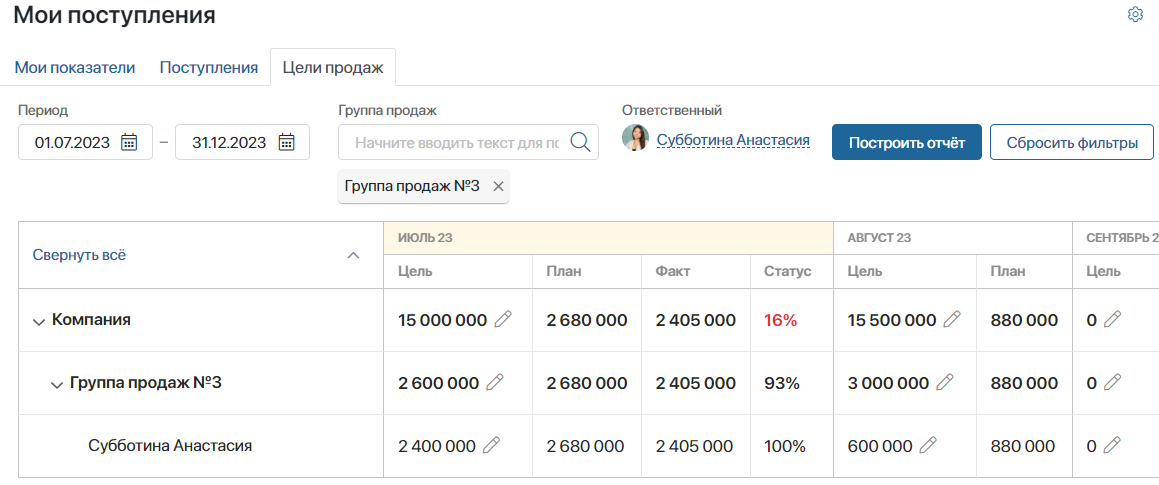 Мои поступления
Мои показатели Поступления Цели продаж
Период Группа продаж Ответственный
01.07.2023 – 31.12.2023 Начните вводить текст для по Субботина Анастасия Построить отчёт Сбросить фильтры
Группа продаж №3 ×
Свернуть всё ИЮЛЬ 23 АВГУСТ 23 СЕНТЯБРЬ 2
Цель План Факт Статус Цель План Цель
Компания 15 000 000 2 680 000 2 405 000 16% 15 500 000 880 000 0
Группа продаж №3 2 600 000 2 680 000 2 405 000 93% 3 000 000 880 000 0
Субботина Анастасия 2 400 000 2 680 000 2 405 000 100% 600 000 880 000 0